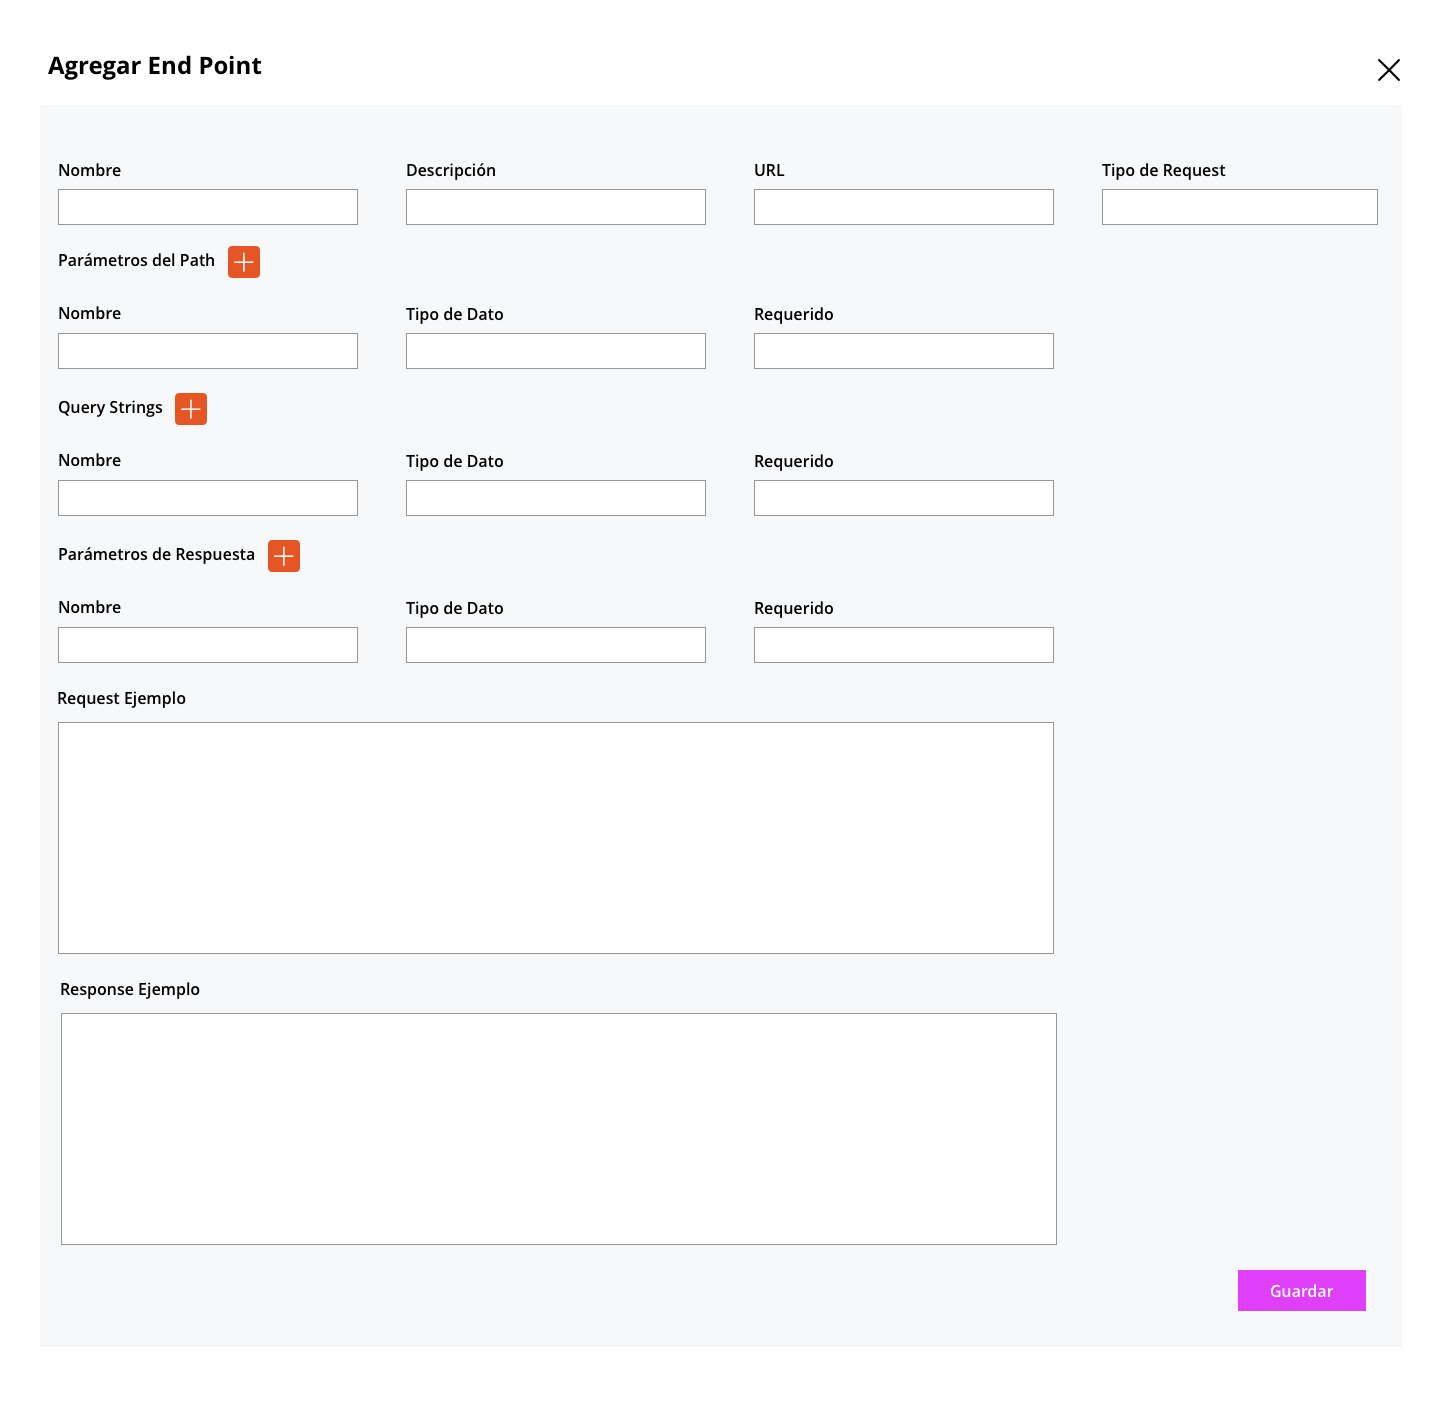 Agregar End Point
Nombre
Descripción
URL
Tipo de Request
Parámetros del Path
Nombre
Tipo de Dato
Requerido
Query Strings
Nombre
Tipo de Dato
Requerido
Parámetros de Respuesta
Nombre
Tipo de Dato
Requerido
Request Ejemplo
Response Ejemplo
Guardar